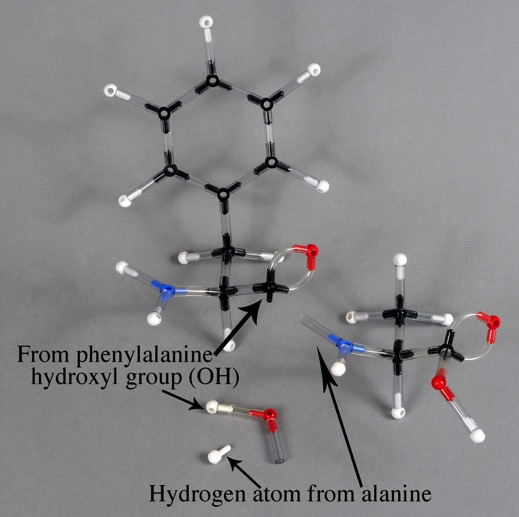 From phenylalanine
hydroxyl group (OH)
Hydrogen atom from alanine